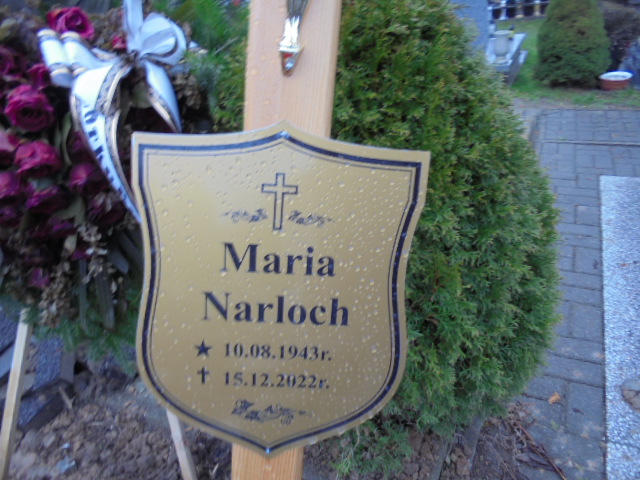 Maria
Narloch
★ 10.08.1943r.
✝ 15.12.2022r.